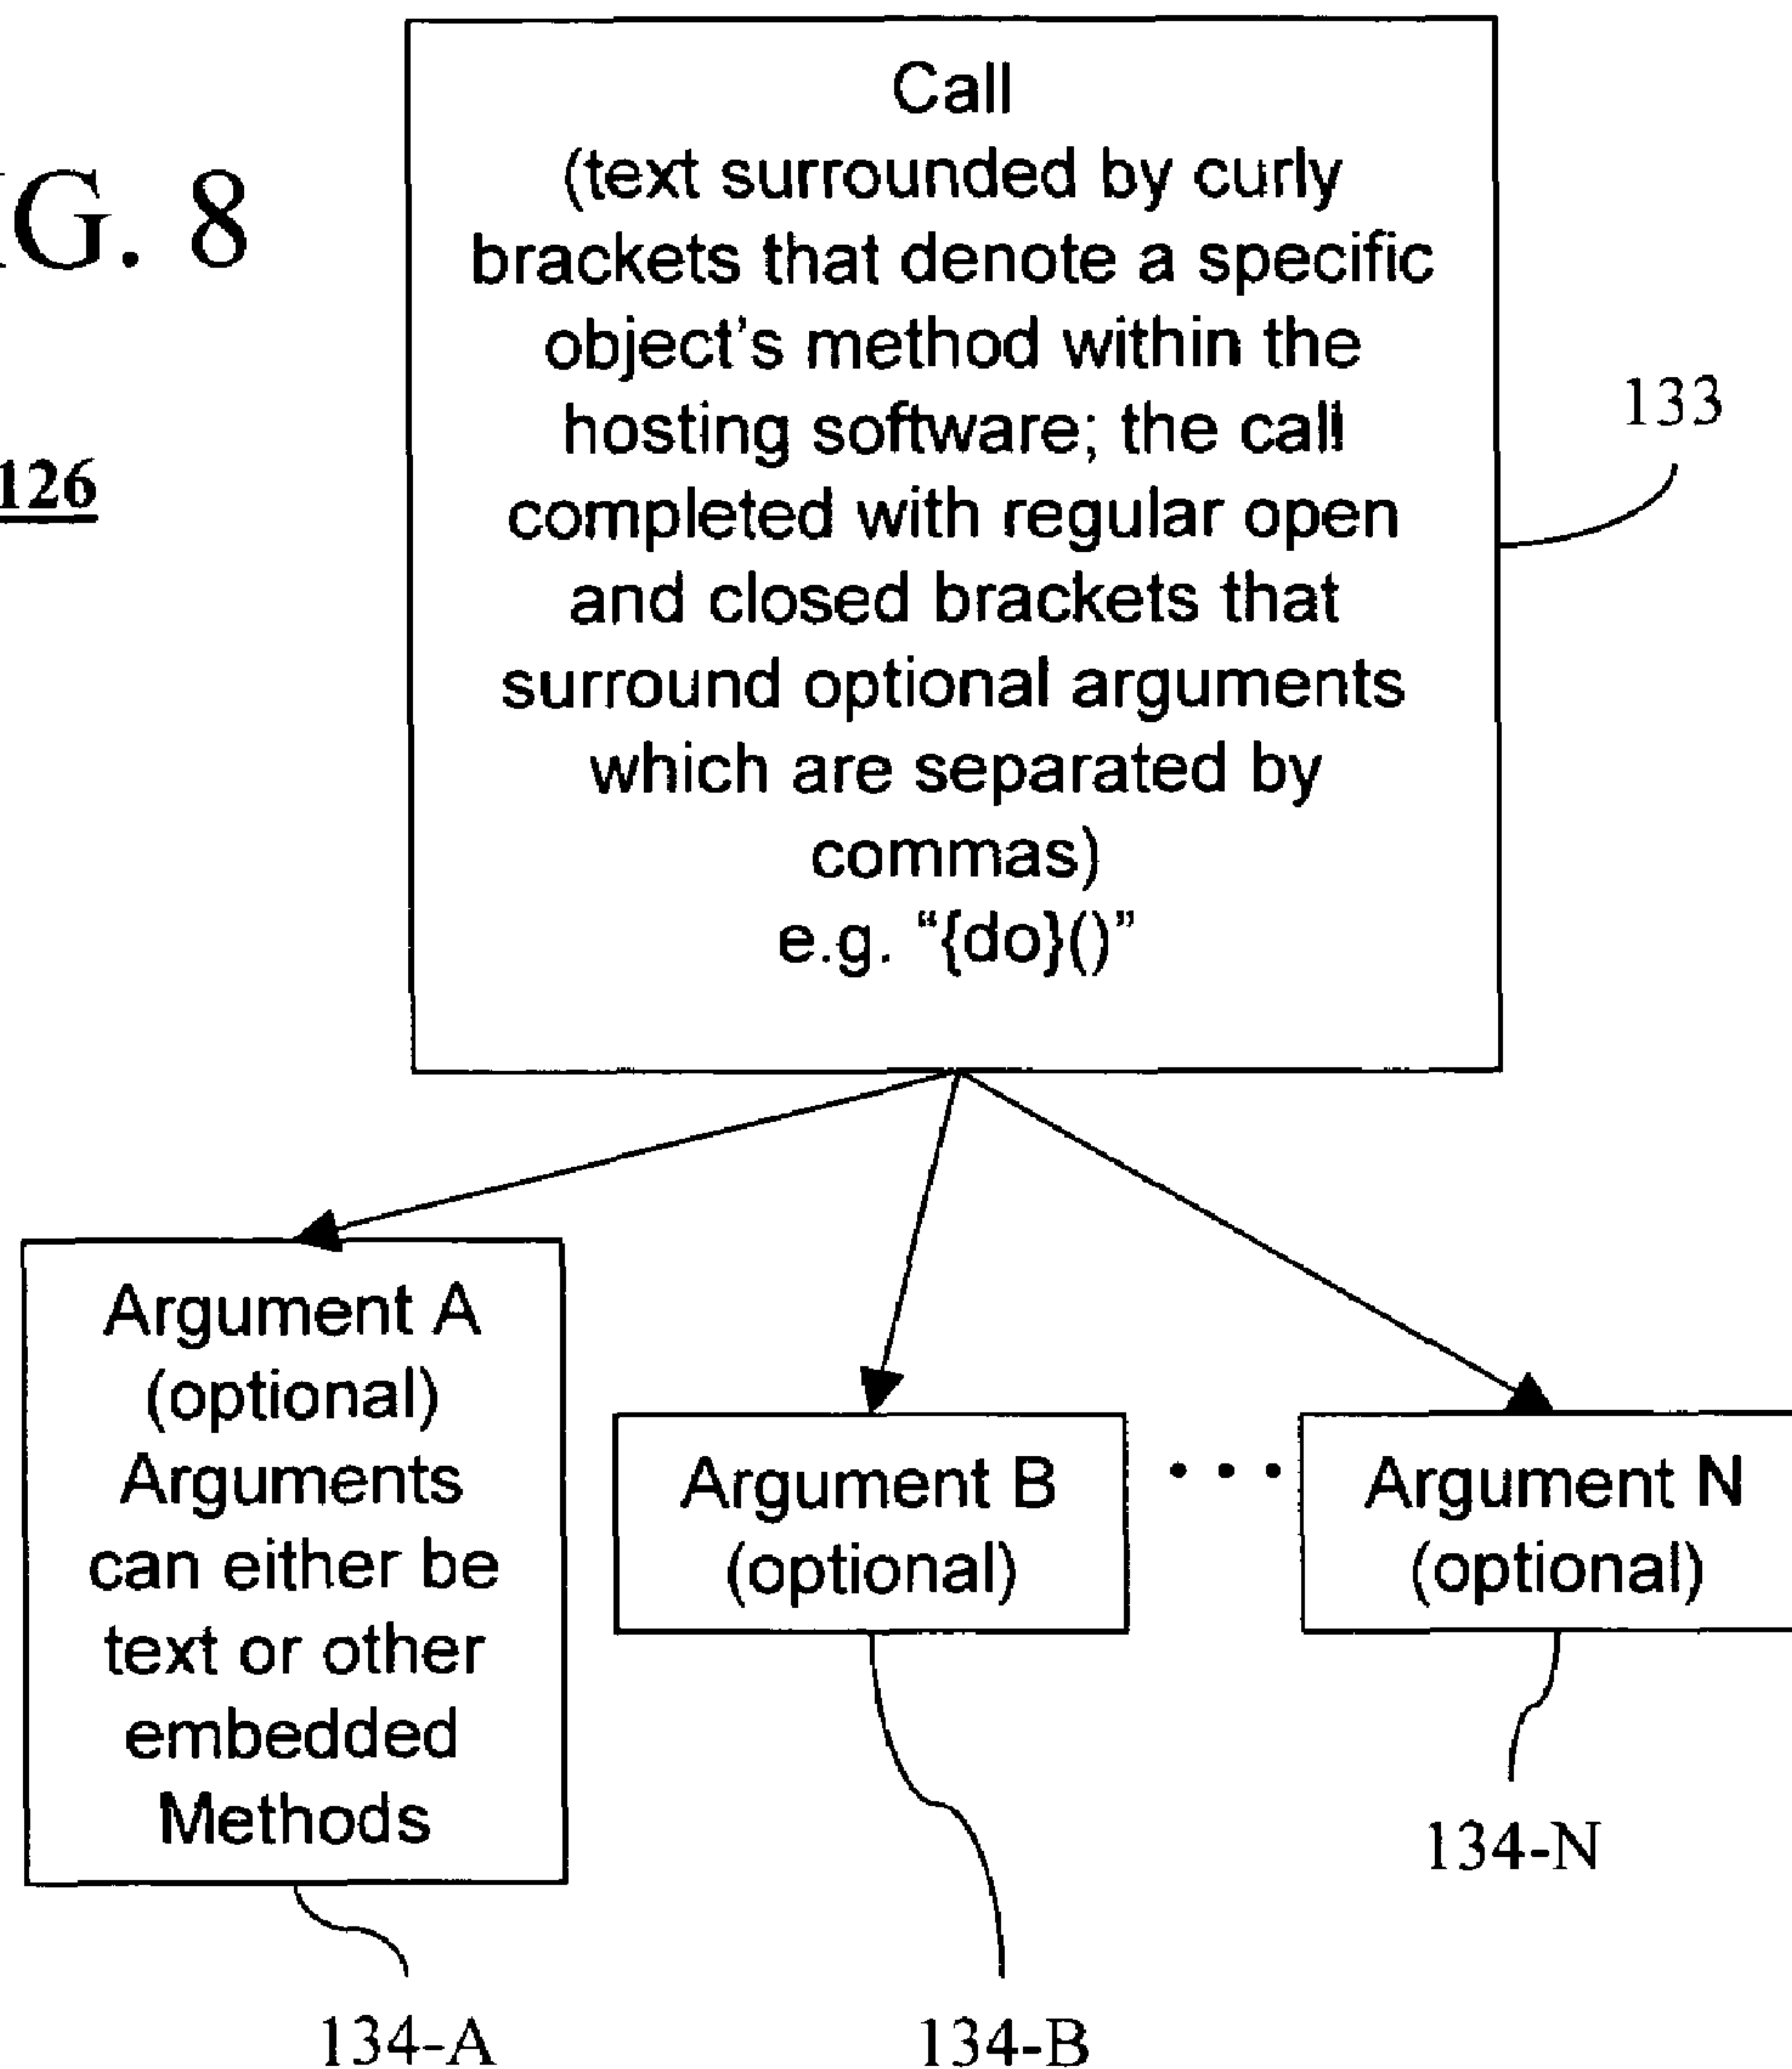 G. 8
126
Call
(text surrounded by curly
brackets that denote a specific
object's method within the
hosting software; the call
completed with regular open
and closed brackets that
surround optional arguments
which are separated by
commas)
e.g. “{do}()”
133
Argument A
(optional)
Arguments
can either be
text or other
embedded
Methods
Argument B
(optional)
• • •
Argument N
(optional)
134-A
134-B
134-N